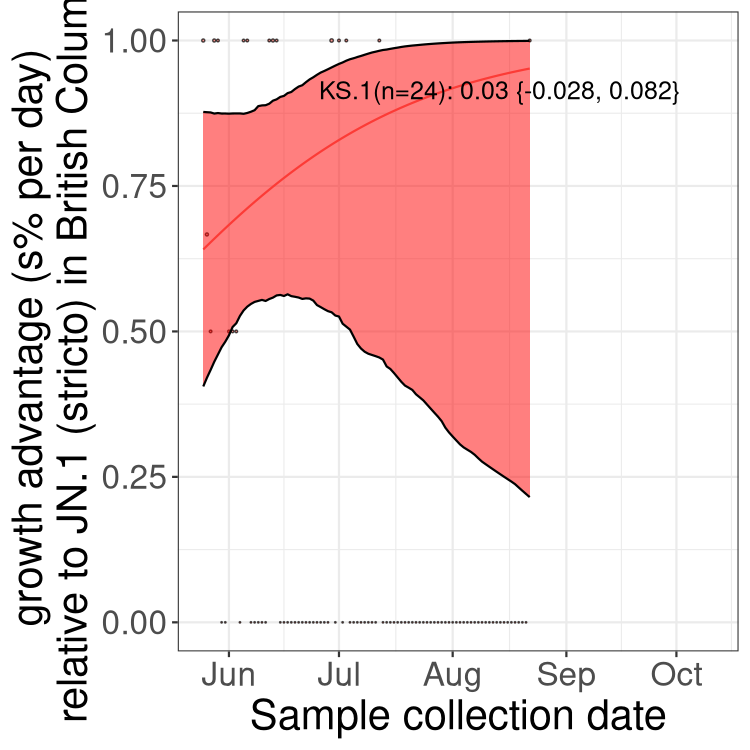 growth advantage (s% per day)
relative to JN.1 (stricto) in British Colum
1.00
0.75
0.50
0.25
0.00
KS.1(n=24): 0.03 {-0.028, 0.082}
Jun Jul Aug Sep Oct
Sample collection date